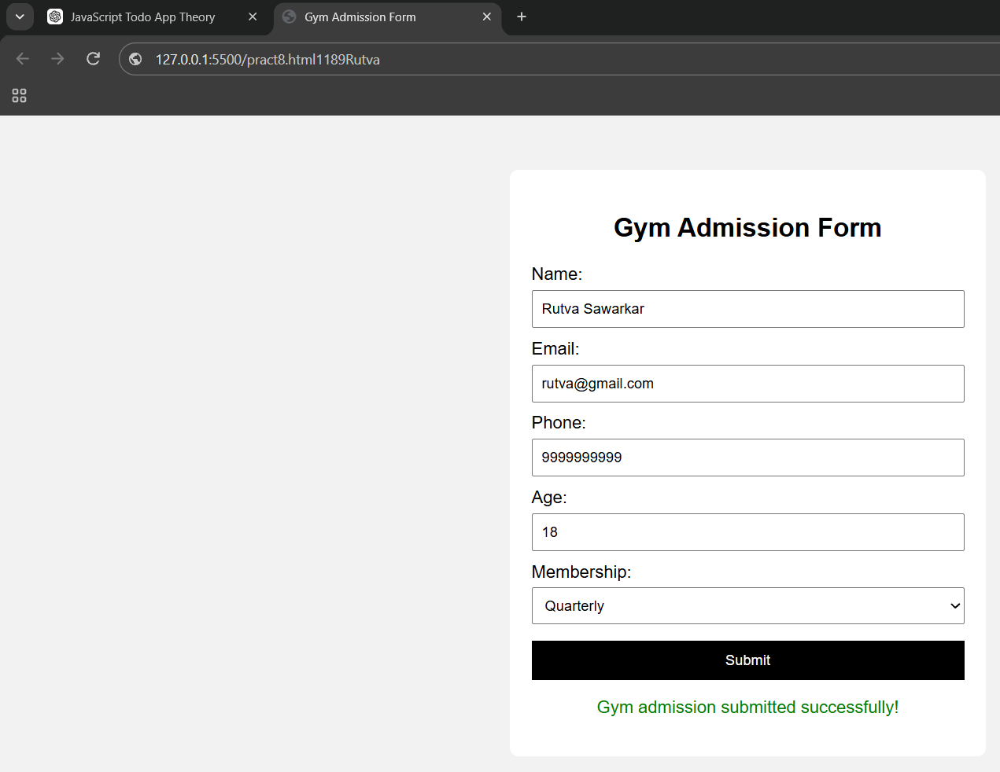 JavaScript Todo App Theory
Gym Admission Form
127.0.0.1:5500/pract8.html1189Rutva
Gym Admission Form
Name:
Rutva Sawarkar
Email:
rutva@gmail.com
Phone:
9999999999
Age:
18
Membership:
Quarterly
Submit
Gym admission submitted successfully!